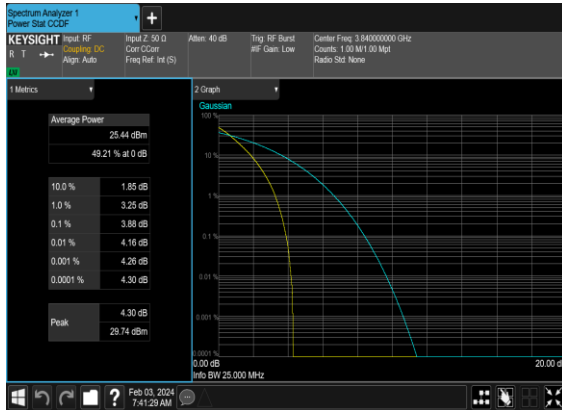 Spectrum Analyzer 1
Power Stat CCDF
KEYSIGHT
R T
LU
Input: RF
Coupling: DC
Align: Auto
Input Z: 50 Ω
Corr CCorr
Freq Ref: Int (S)
Atten: 40 dB
Trig: RF Burst
#IF Gain: Low
Center Freq: 3.840000000 GHz
Counts: 1.00 M/1.00 Mpt
Radio Std: None
1 Metrics
Average Power
25.44 dBm
49.21 % at 0 dB
10.0 % 1.85 dB
1.0 % 3.25 dB
0.1 % 3.88 dB
0.01 % 4.16 dB
0.001 % 4.26 dB
0.0001 % 4.30 dB
Peak
4.30 dB
29.74 dBm
2 Graph
Gaussian
100 %
10 %
1 %
0.1 %
0.01 %
0.001 %
0.0001 %
0.00 dB
20.00 d
Info BW 25.000 MHz
?
Feb 03, 2024
7:41:29 AM